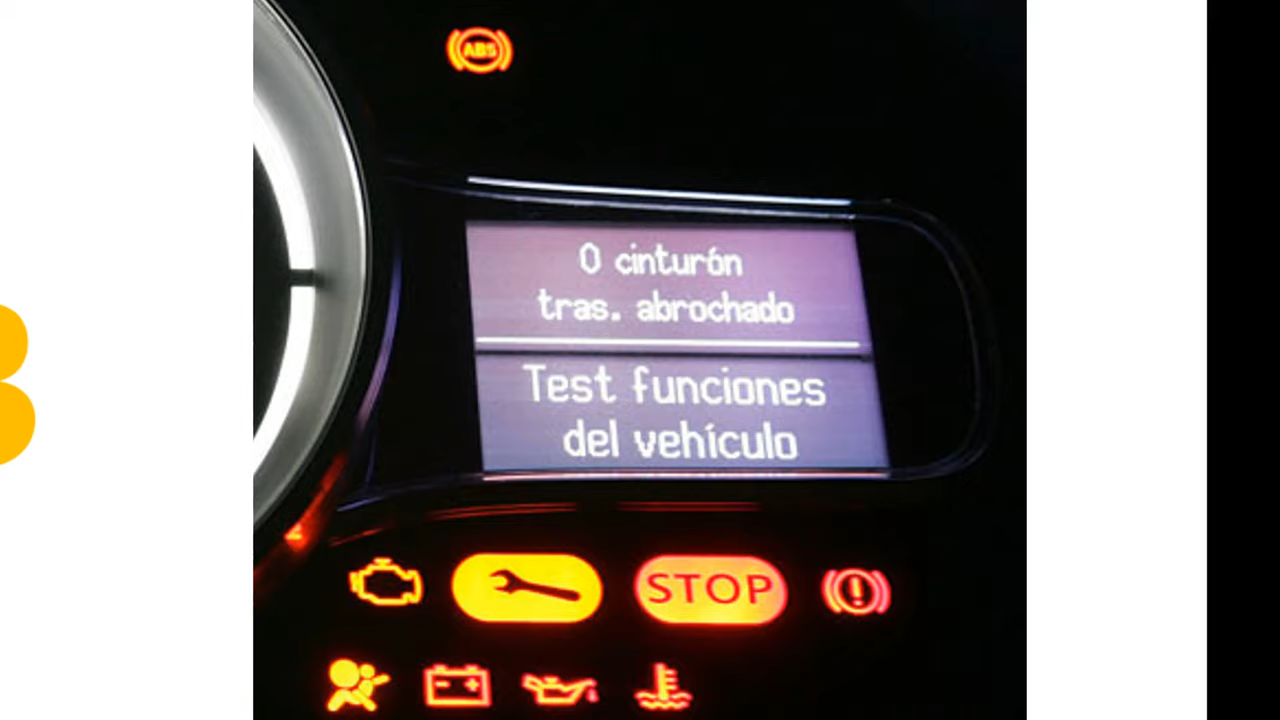 ABS
0 cinturón
tras. abrochado
Test funciones
del vehículo
STOP